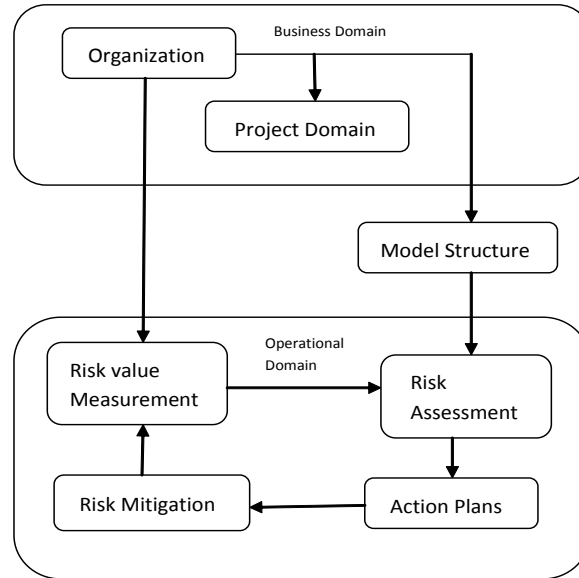 Business Domain
Organization
Project Domain
Model Structure
Operational
Domain
Risk value
Measurement
Risk
Assessment
Risk Mitigation
Action Plans